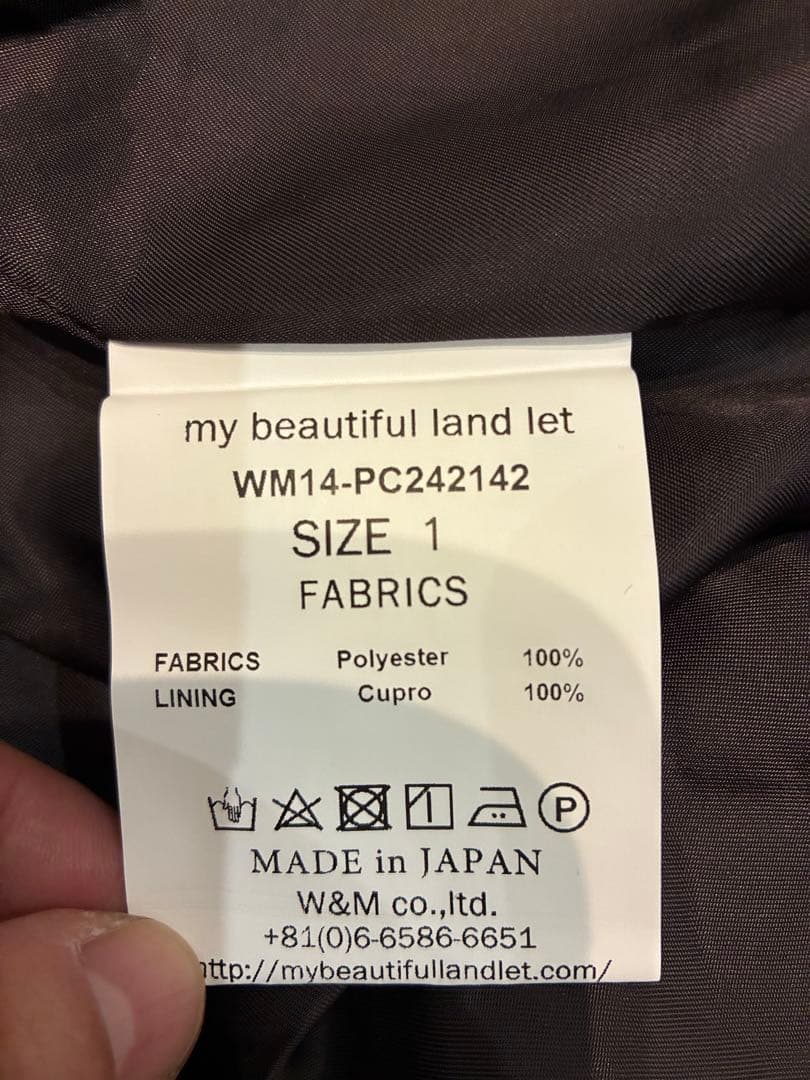 my beautiful land let
WM14-PC242142
SIZE 1
FABRICS
FABRICS Polyester 100%
LINING Cupro 100%
P
MADE in JAPAN
W&M co.,ltd.
+81(0)6-6586-6651
http://mybeautifullandlet.com/